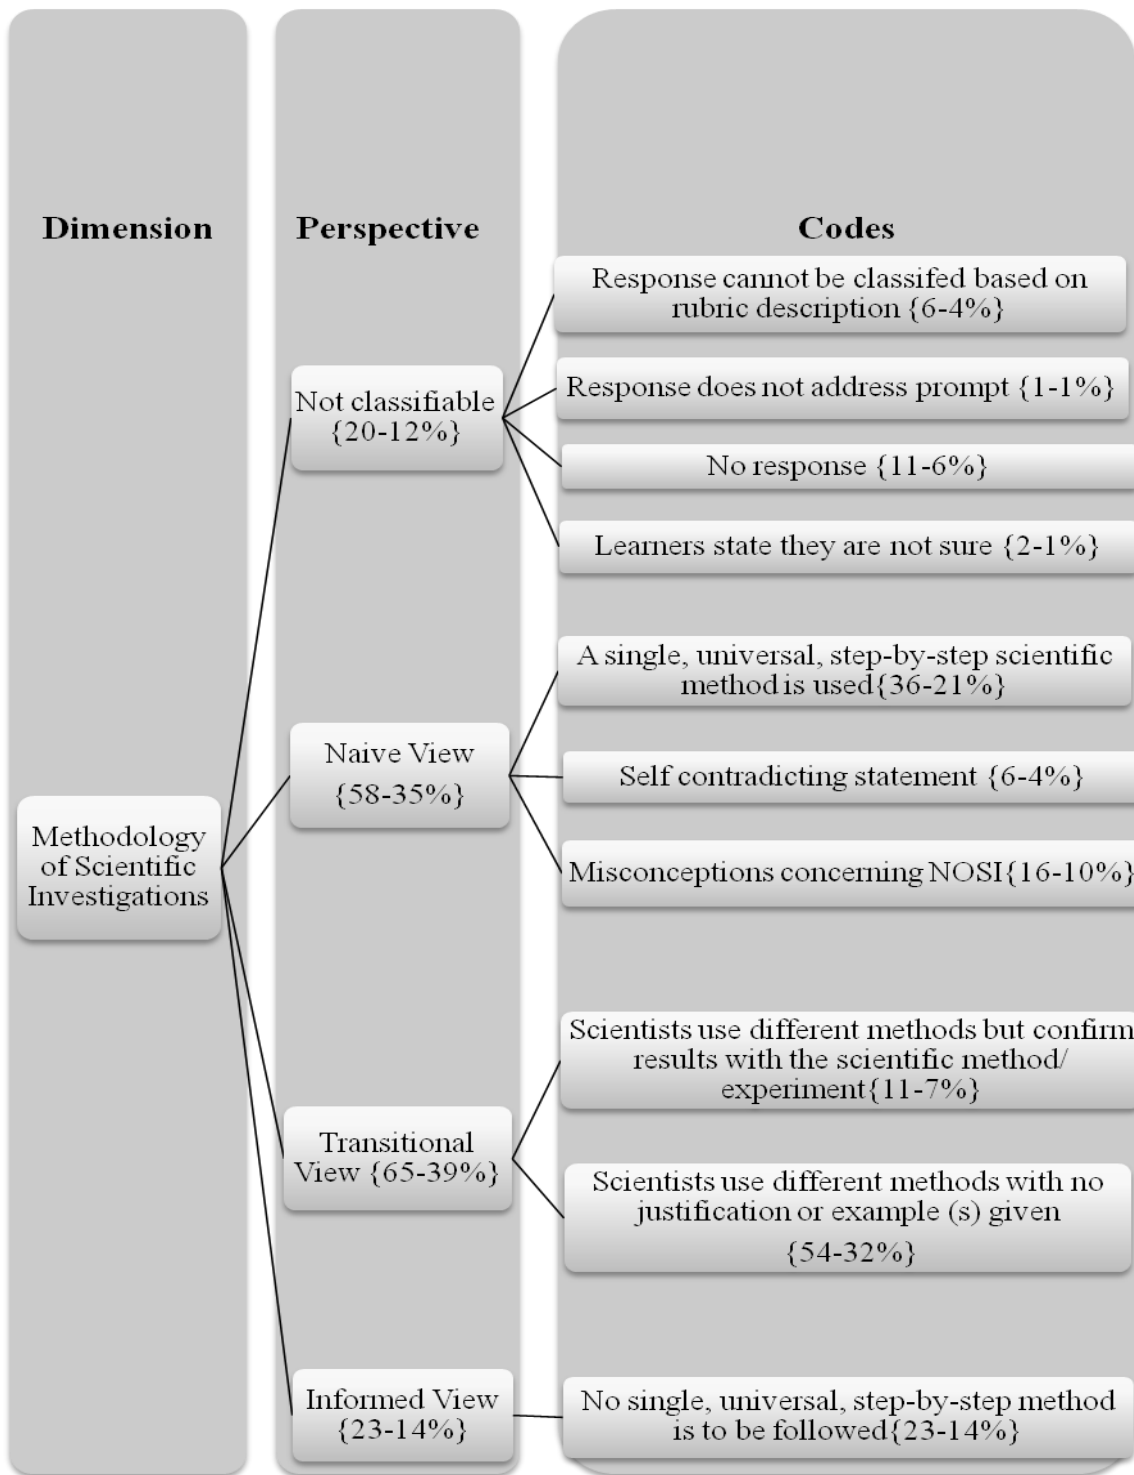 Dimension
Perspective
Codes
Methodology
of Scientific
Investigations
Not classifiable
{20-12%}
Response cannot be classifed based on
rubric description {6-4%}
Response does not address prompt {1-1%}
No response {11-6%}
Learners state they are not sure {2-1%}
Naive View
{58-35%}
A single, universal, step-by-step scientific
method is used{36-21%}
Self contradicting statement {6-4%}
Misconceptions concerning NOSI{16-10%}
Transitional
View {65-39%}
Scientists use different methods but confirm
results with the scientific method/
experiment{11-7%}
Scientists use different methods with no
justification or example (s) given
{54-32%}
Informed View
{23-14%}
No single, universal, step-by-step method
is to be followed{23-14%}